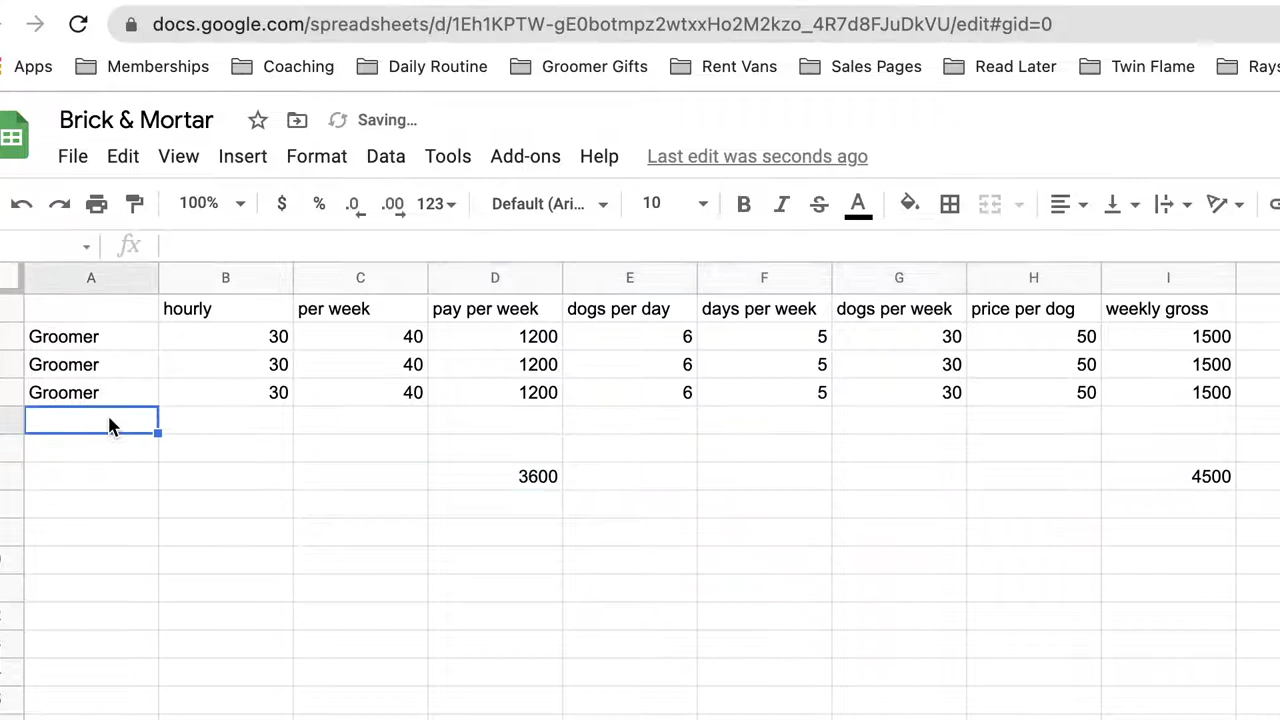 docs.google.com/spreadsheets/d/1Eh1KPTW-gE0botmpz2wtxxHo2M2kzo_4R7d8FJuDkVU/edit#gid=0
Apps Memberships Coaching Daily Routine Groomer Gifts Rent Vans Sales Pages Read Later Twin Flame Rays
Brick & Mortar Saving...
File Edit View Insert Format Data Tools Add-ons Help Last edit was seconds ago
100% $ % .0 .00 123 Default (Ari... 10 B I S A
fx
A B C D E F G H I
hourly per week pay per week dogs per day days per week dogs per week price per dog weekly gross
Groomer 30 40 1200 6 5 30 50 1500
Groomer 30 40 1200 6 5 30 50 1500
Groomer 30 40 1200 6 5 30 50 1500
3600 4500